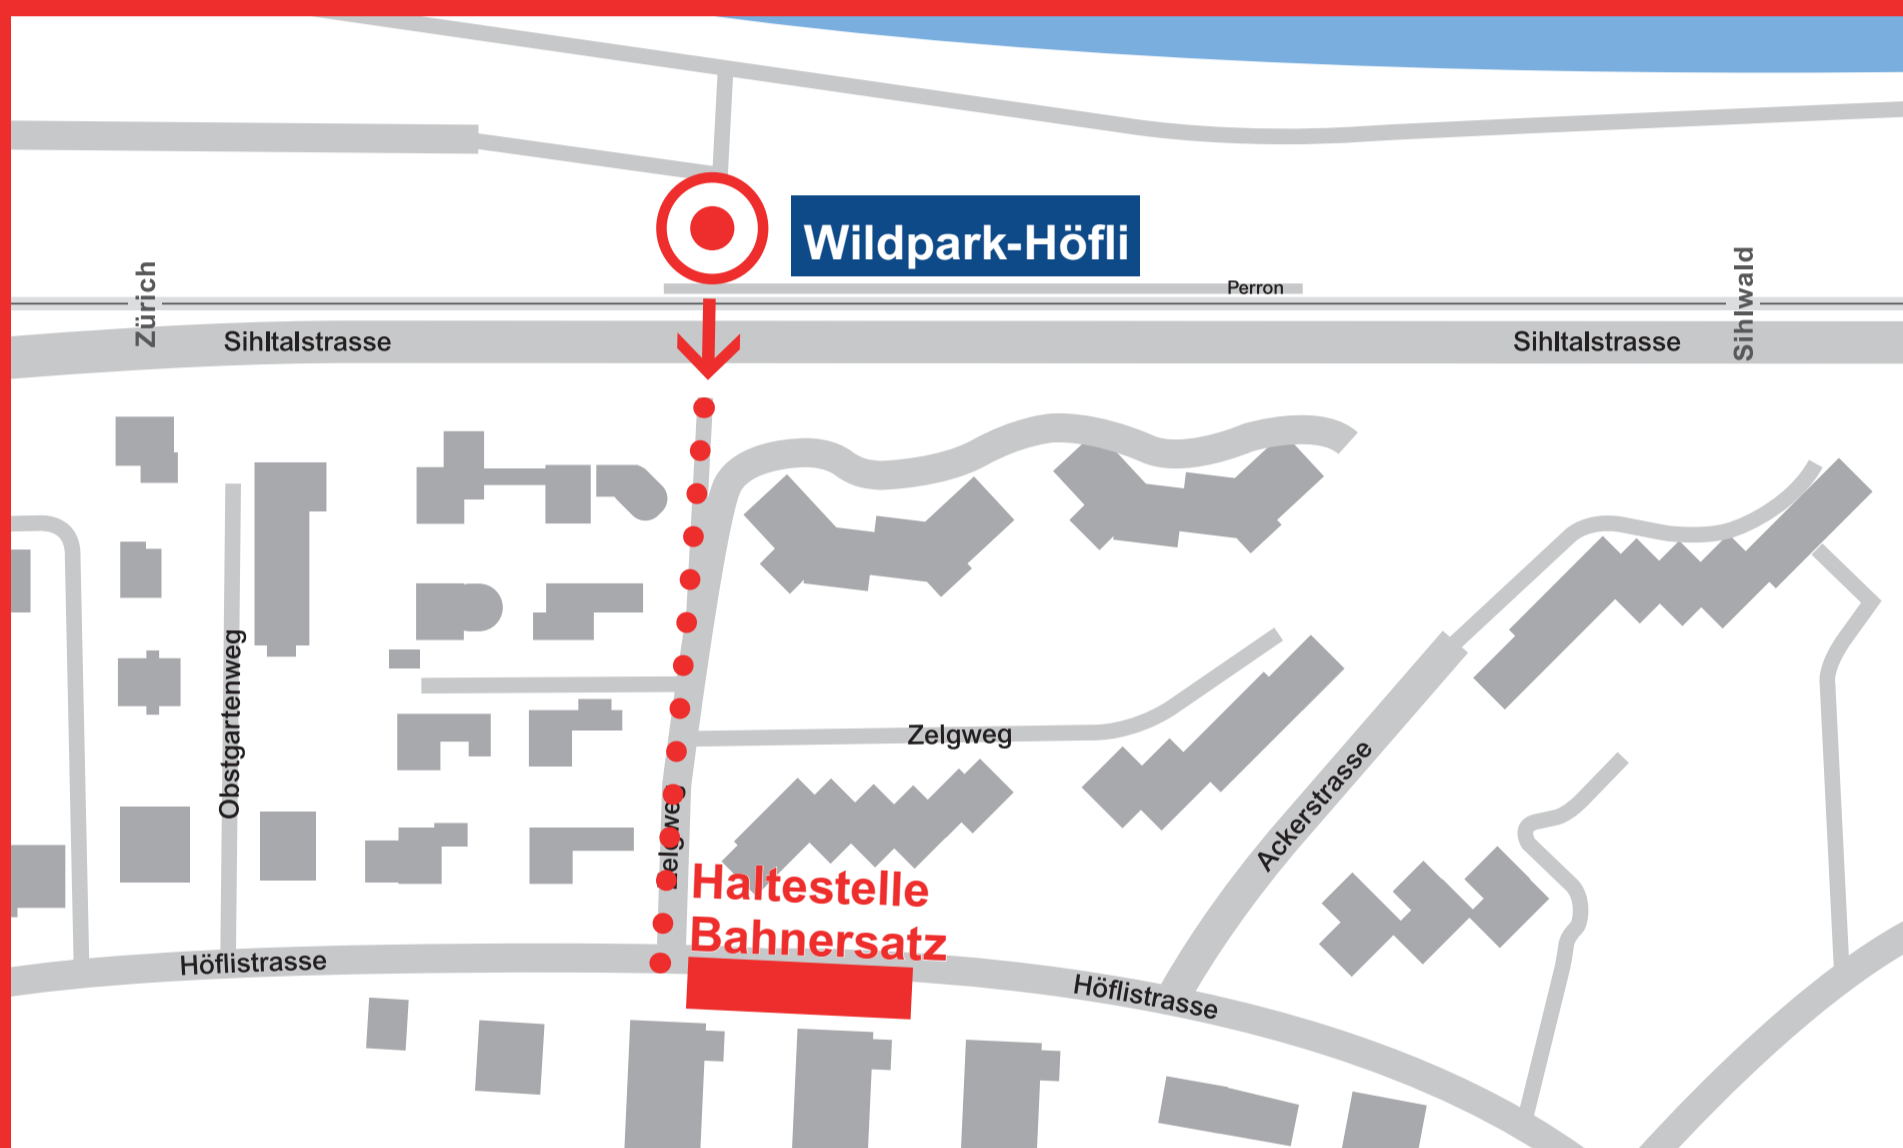 Wildpark-Höfli
Perron
Zürich
Sihlwald
Sihltalstrasse
Sihltalstrasse
Obstgartenweg
Zelgweg
Zelgweg
Ackerstrasse
Haltestelle
Bahnersatz
Höflistrasse
Höflistrasse